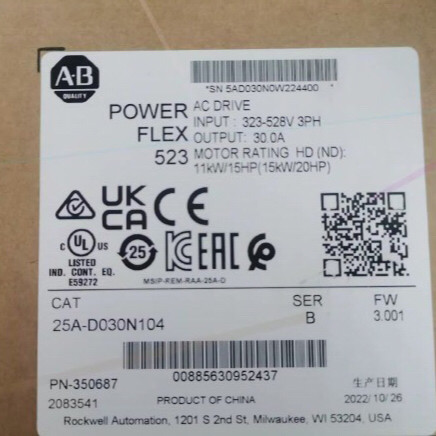 A-B
QUALITY
*SN 5AD030N0W224400 *
POWER FLEX 523
AC DRIVE
INPUT : 323-528V 3PH
OUTPUT: 30.0A
MOTOR RATING HD (ND):
11kW/15HP(15kW/20HP)
UK CA CE
C UL US
LISTED
IND. CONT. EQ.
E59272
25
EAC
MSIP-REM-RAA-25A-D
CAT
25A-D030N104
SER
B
FW
3.001
PN-350687
2083541
00885630952437
PRODUCT OF CHINA
生产日期
2022/10/26
Rockwell Automation, 1201 S 2nd St, Milwaukee, WI 53204, USA